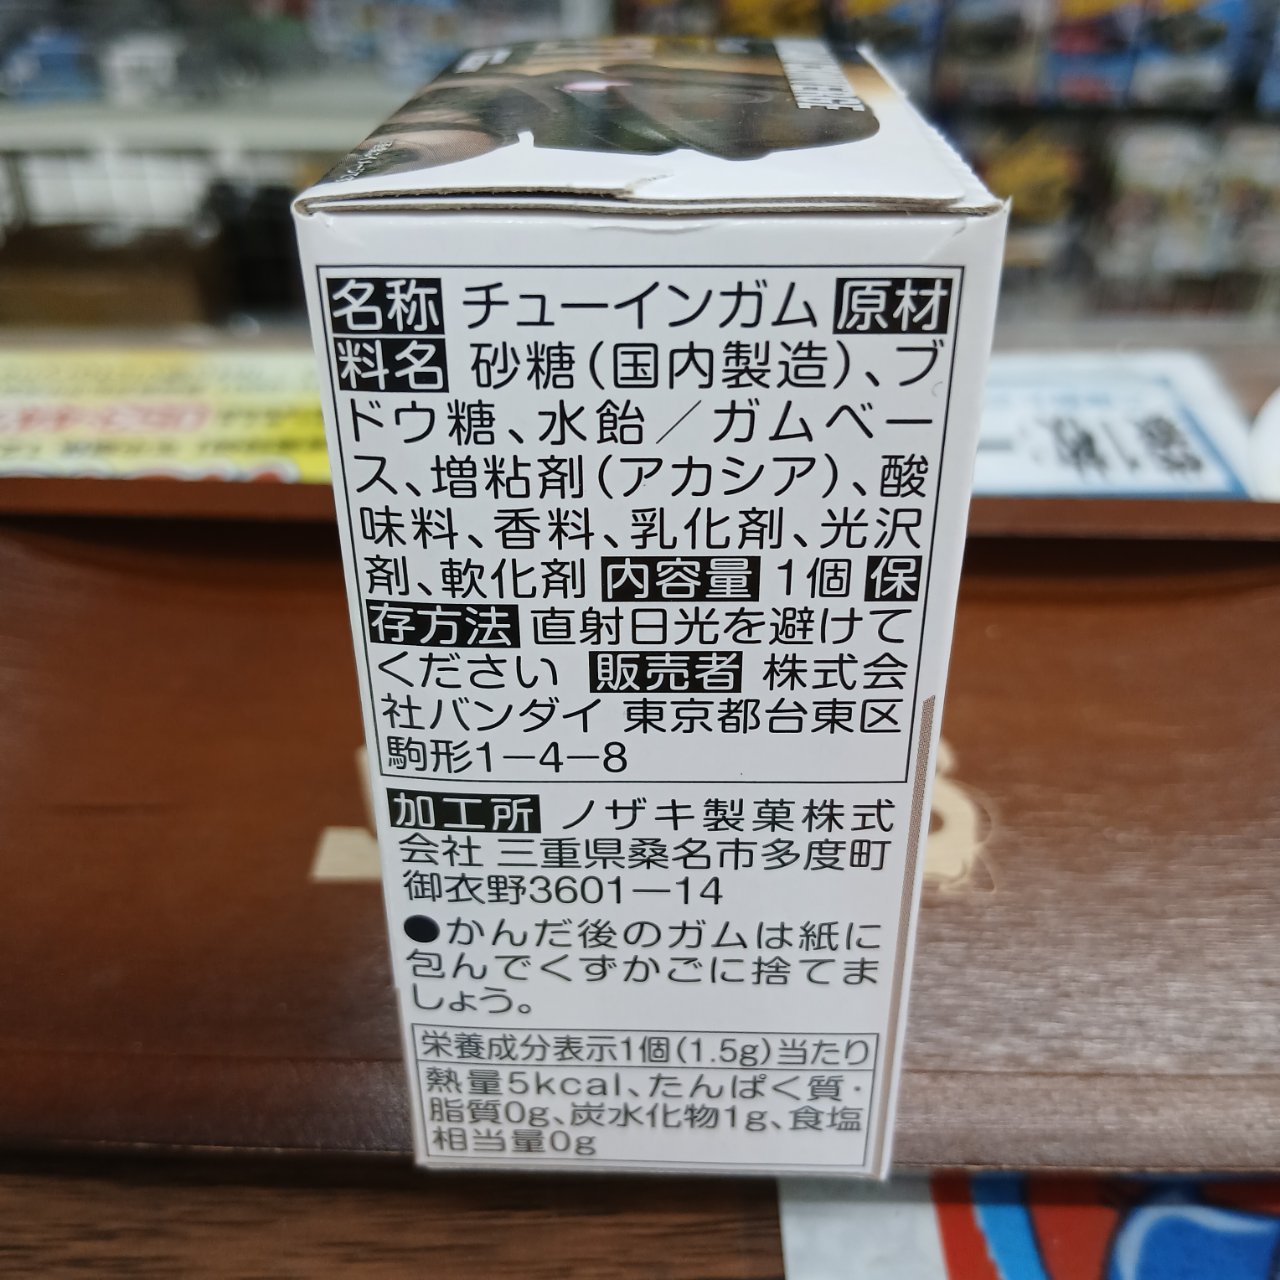 名称 チューインガム 原材
料名 砂糖(国内製造)、ブ
ドウ糖、水飴/ガムベー
ス、増粘剤(アカシア)、酸
味料、香料、乳化剤、光沢
剤、軟化剤 内容量 1個 保
存方法 直射日光を避けて
ください 販売者 株式会
社バンダイ 東京都台東区
駒形1-4-8
加工所 ノザキ製菓株式
会社 三重県桑名市多度町
御衣野3601-14
●かんだ後のガムは紙に
包んでくずかごに捨てま
しょう。
栄養成分表示1個(1.5g)当たり
熱量5kcal、たんぱく質・
脂質0g、炭水化物1g、食塩
相当量0g